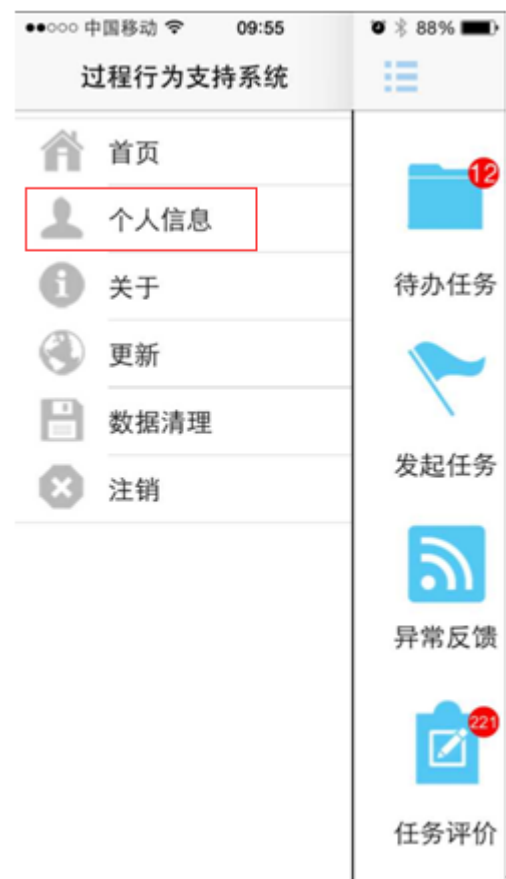 中国移动 09:55 88%
过程行为支持系统
首页
个人信息
关于
更新
数据清理
注销
12
待办任务
发起任务
异常反馈
221
任务评价